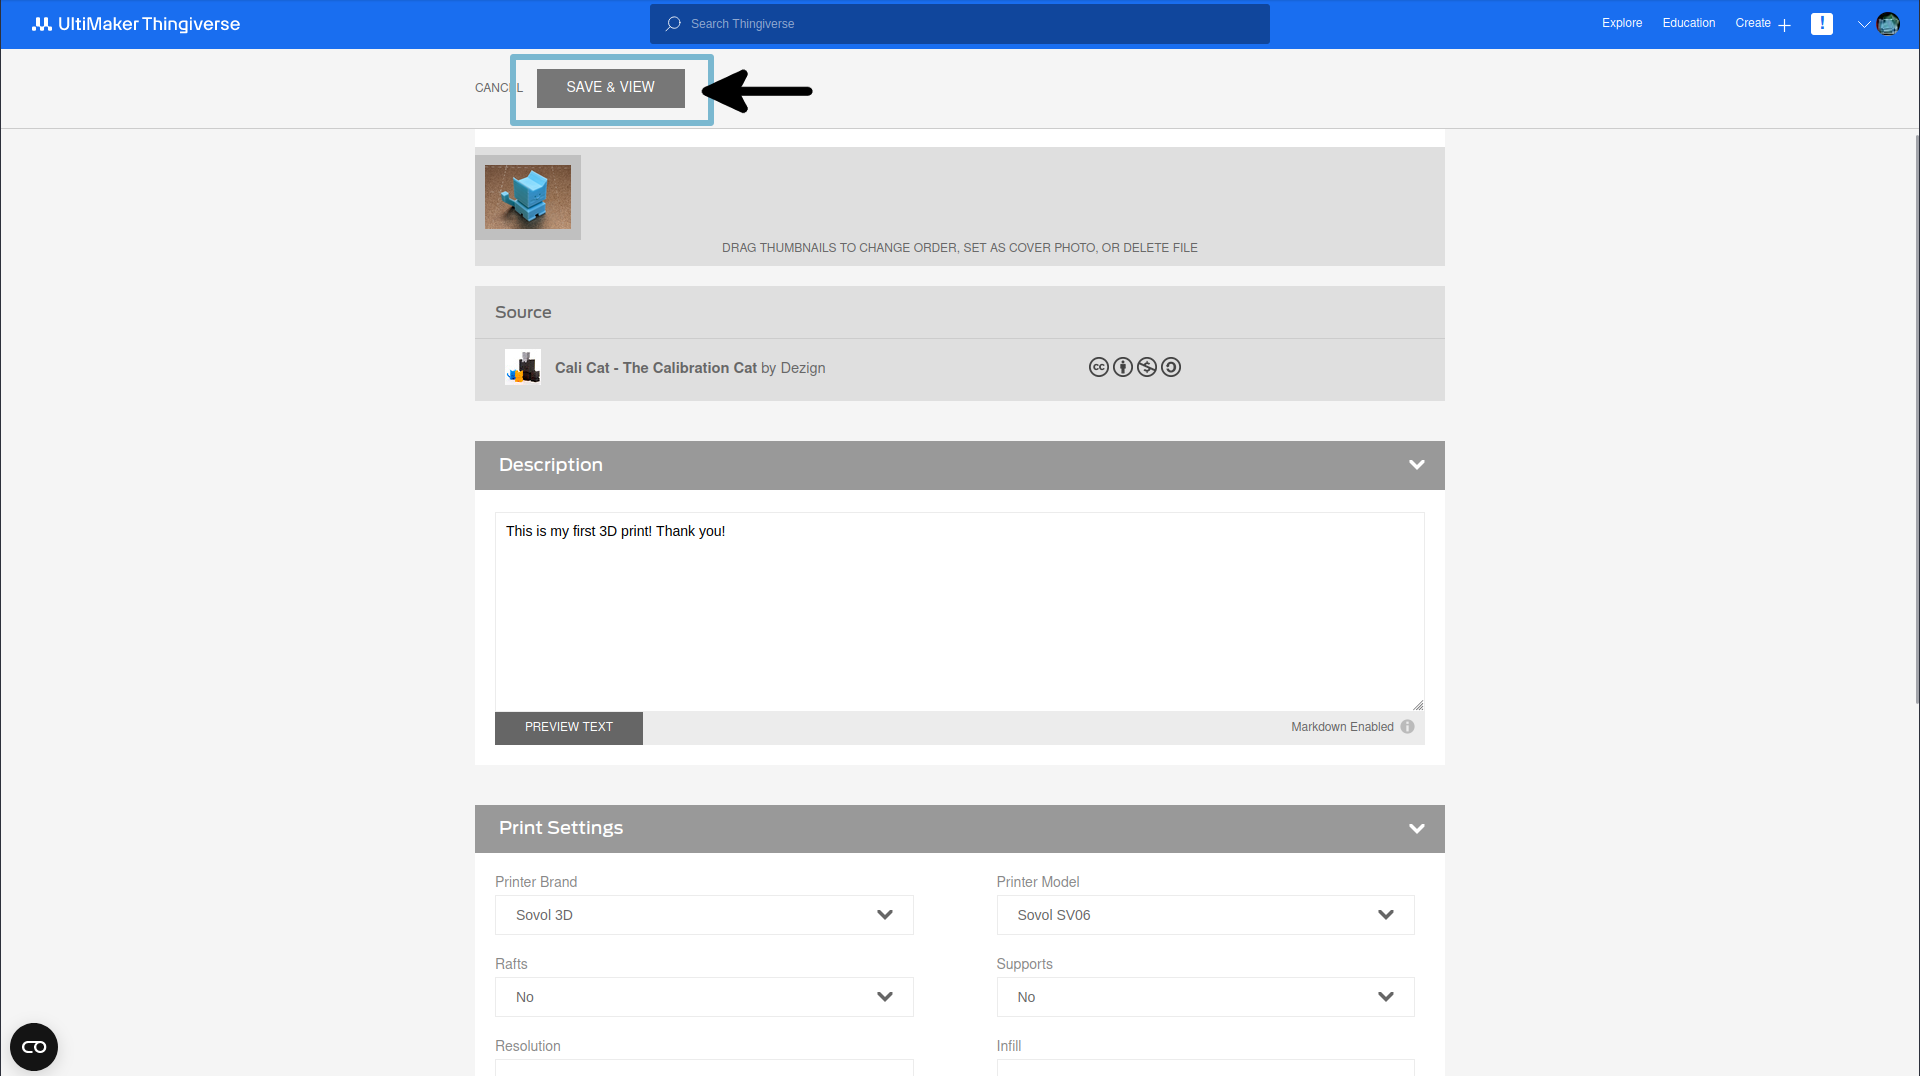 UltiMaker Thingiverse
Search Thingiverse
Explore
Education
Create
CANCEL
SAVE & VIEW
DRAG THUMBNAILS TO CHANGE ORDER, SET AS COVER PHOTO, OR DELETE FILE
Source
Cali Cat - The Calibration Cat by Dezign
Description
This is my first 3D print! Thank you!
PREVIEW TEXT
Markdown Enabled
Print Settings
Printer Brand
Printer Model
Sovol 3D
Sovol SV06
Rafts
Supports
No
No
Resolution
Infill